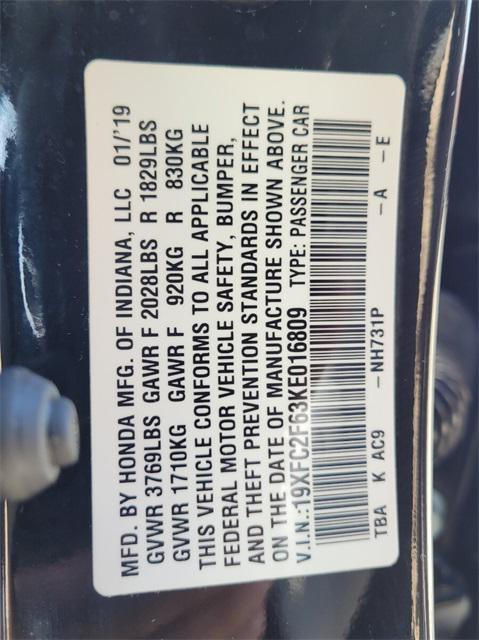 MFD. BY HONDA MFG. OF INDIANA, LLC 01/'19
GVWR 3769LBS GAWR F 2028LBS R 1829LBS
GVWR 1710KG GAWR F 920KG R 830KG
THIS VEHICLE CONFORMS TO ALL APPLICABLE
FEDERAL MOTOR VEHICLE SAFETY, BUMPER,
AND THEFT PREVENTION STANDARDS IN EFFECT
ON THE DATE OF MANUFACTURE SHOWN ABOVE.
V.I.N.:19XFC2F63KE016809 TYPE: PASSENGER CAR
TBA K AC9 -NH731P -A -E